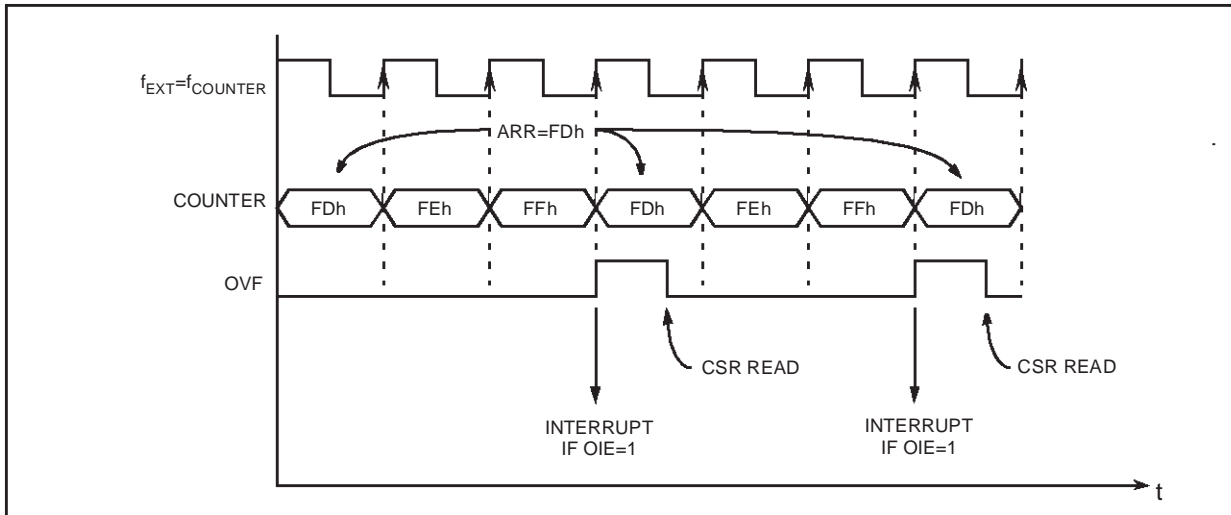 fEXT=fCOUNTER
ARR=FDh
COUNTER
FDh FEh FFh FDh FEh FFh FDh
OVF
CSR READ
CSR READ
INTERRUPT
IF OIE=1
INTERRUPT
IF OIE=1
t